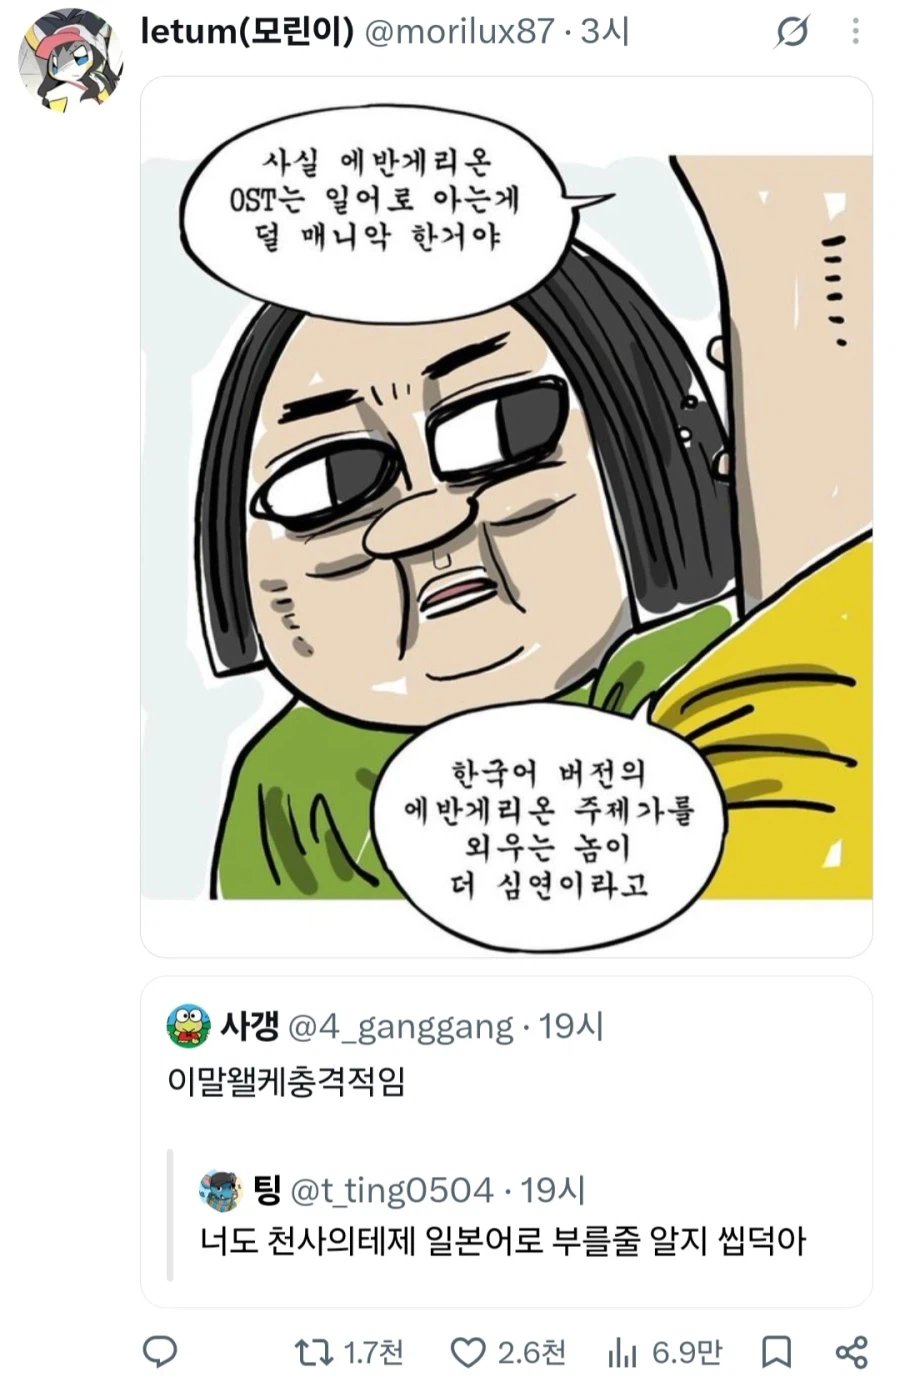 letum(모린이) @morilux87 · 3시
사실 에반게리온
OST는 일어로 아는게
덜 매니악 한거야
한국어 버전의
에반게리온 주제가를
외우는 놈이
더 심연이라고
사갱 @4_ganggang · 19시
이말왤케충격적임
팅 @t_ting0504 · 19시
너도 천사의테제 일본어로 부를줄 알지 씹덕아
1.7천 2.6천 6.9만